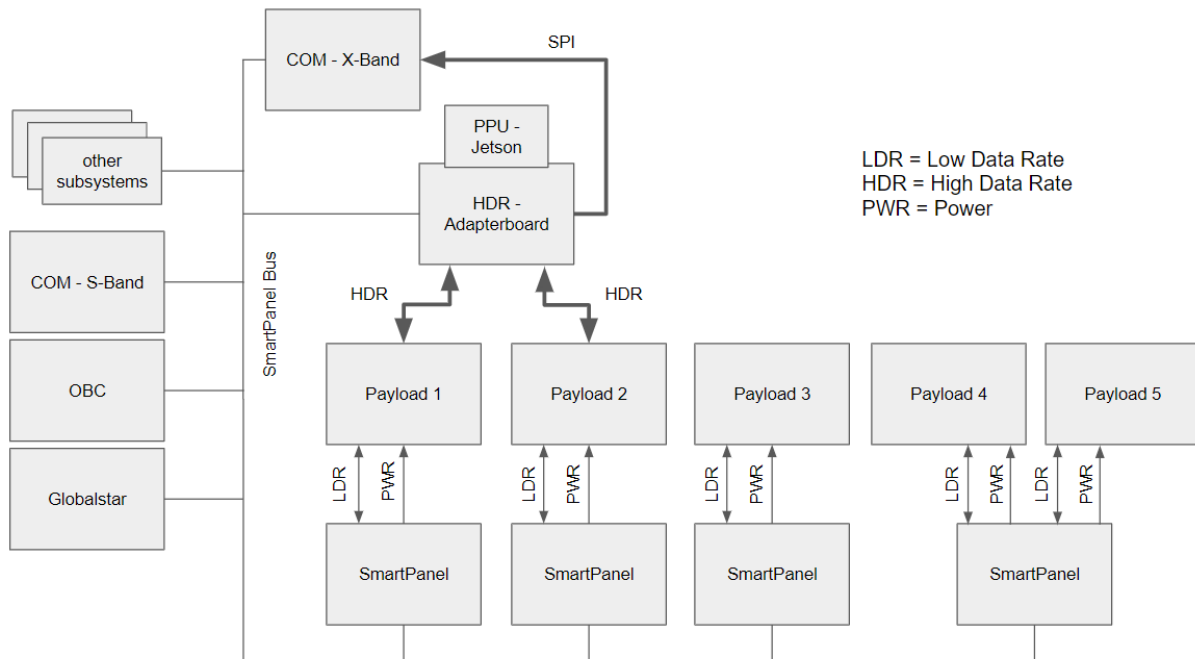 SPI
COM - X-Band
PPU -
Jetson
other
subsystems
LDR = Low Data Rate
HDR = High Data Rate
PWR = Power
HDR -
Adapterboard
COM - S-Band
SmartPanel Bus
HDR
HDR
OBC
Payload 1
Payload 2
Payload 3
Payload 4
Payload 5
Globalstar
LDR
PWR
LDR
PWR
LDR
PWR
LDR
PWR
LDR
PWR
SmartPanel
SmartPanel
SmartPanel
SmartPanel